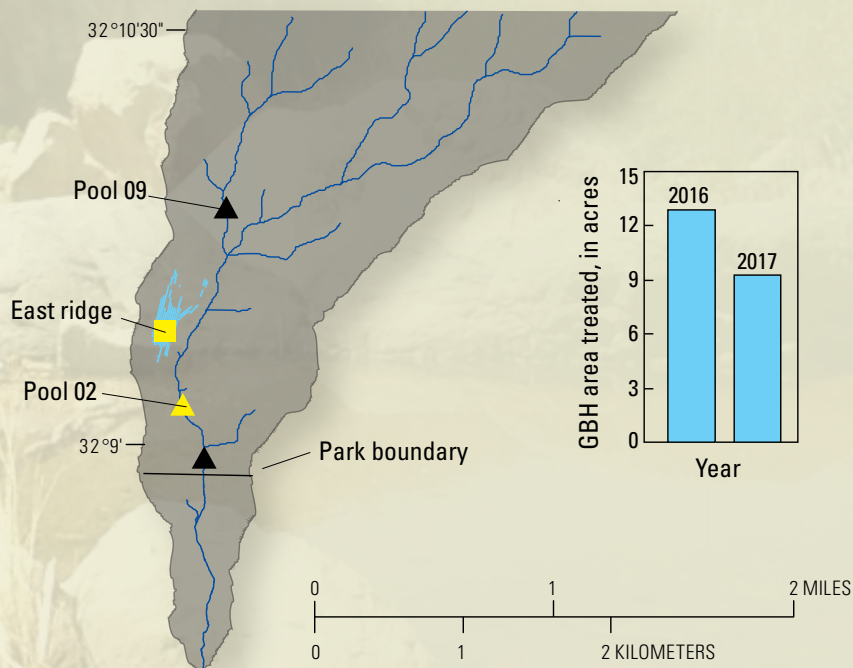 32°10'30"
Pool 09
East ridge
Pool 02
32°9'
Park boundary
GBH area treated, in acres
15
12
9
6
3
0
2016
2017
Year
0 1 2 MILES
0 1 2 KILOMETERS